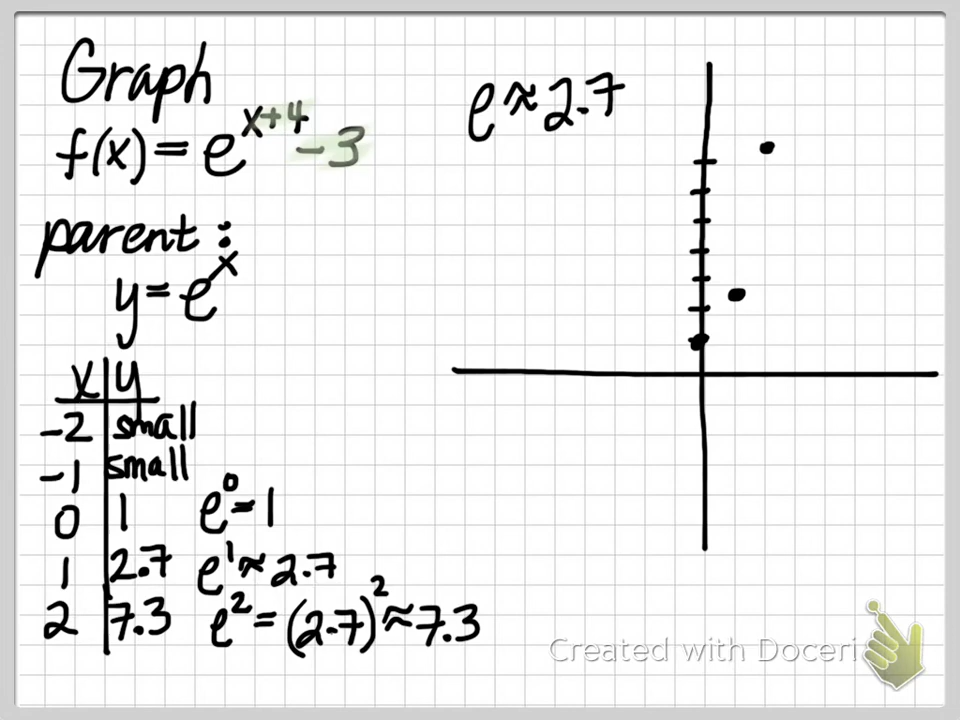 Graph
f(x) = e^{x+4} - 3
e ≈ 2.7
parent :
y = e^x
x | y
-2 | small
-1 | small
0 | 1 e^0 = 1
1 | 2.7 e^1 ≈ 2.7
2 | 7.3 e^2 = (2.7)^2 ≈ 7.3
Created with Doceri